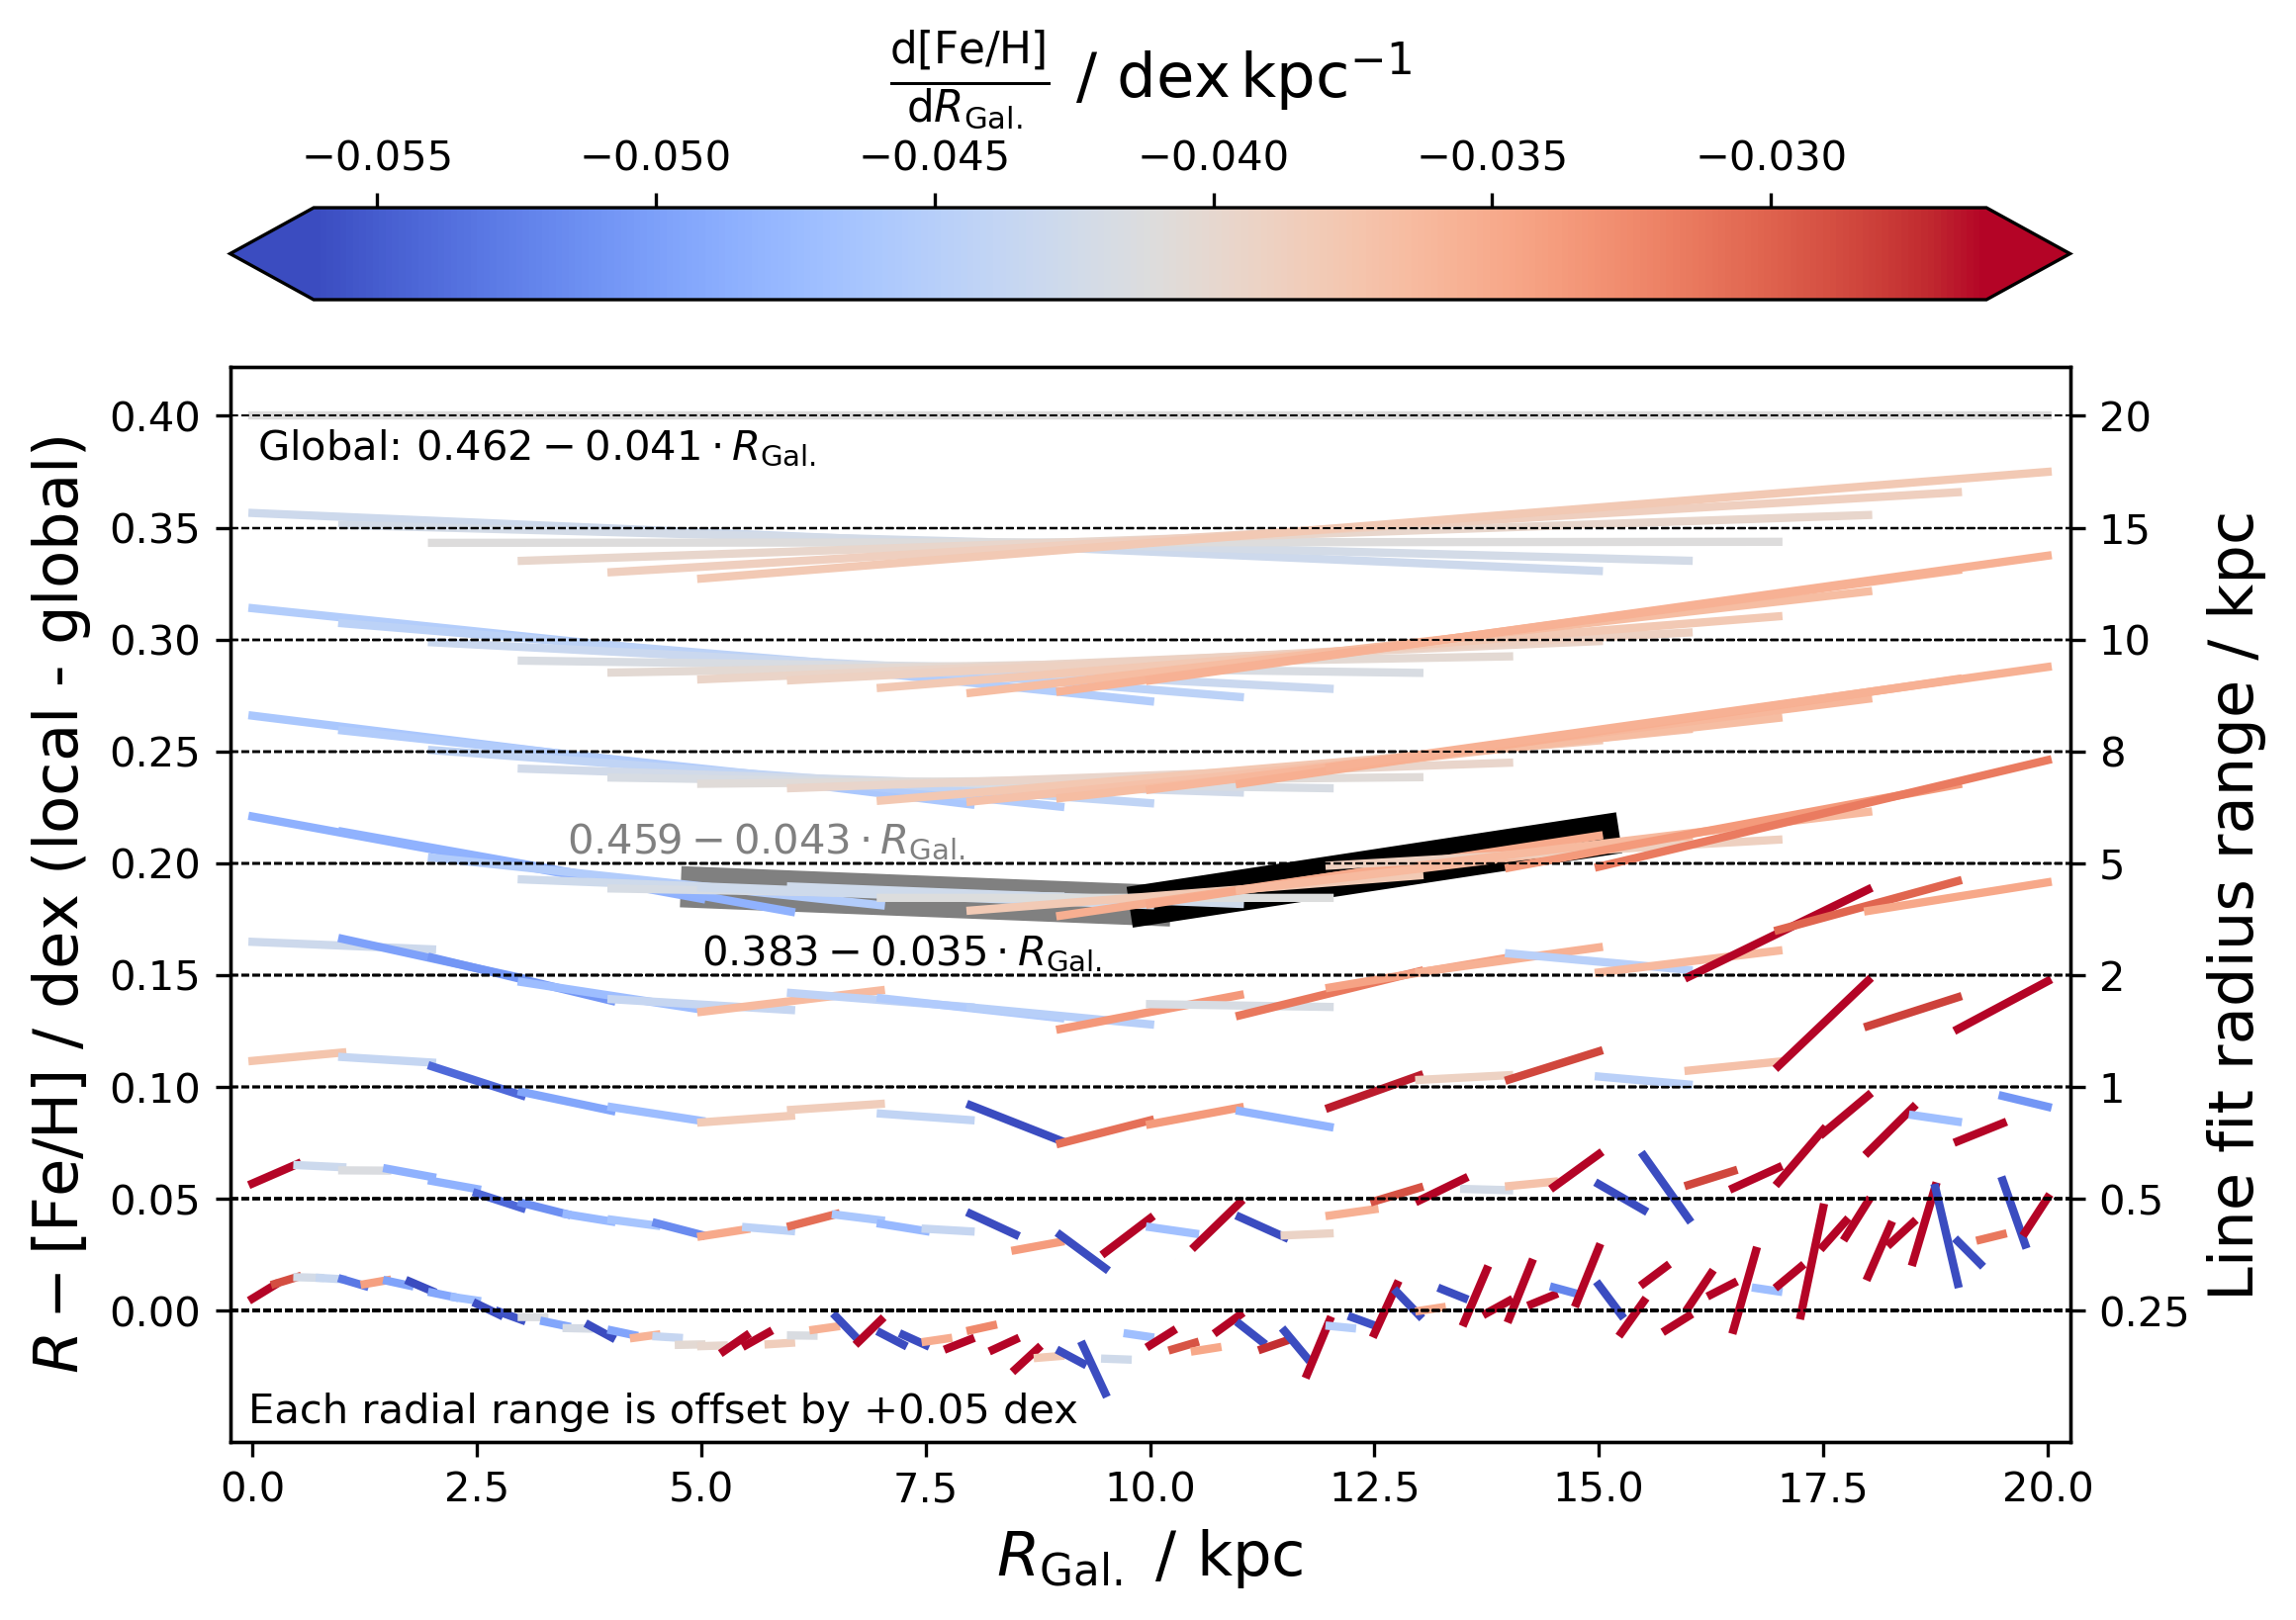 d[Fe/H]
dR_Gal. / dex kpc⁻¹
−0.055 −0.050 −0.045 −0.040 −0.035 −0.030
R − [Fe/H] / dex (local - global)
0.40
0.35
0.30
0.25
0.20
0.15
0.10
0.05
0.00
Global: 0.462 − 0.041 · R_Gal.
0.459 − 0.043 · R_Gal.
0.383 − 0.035 · R_Gal.
Each radial range is offset by +0.05 dex
20
15
10
8
5
2
1
0.5
0.25
Line fit radius range / kpc
0.0 2.5 5.0 7.5 10.0 12.5 15.0 17.5 20.0
R_Gal. / kpc